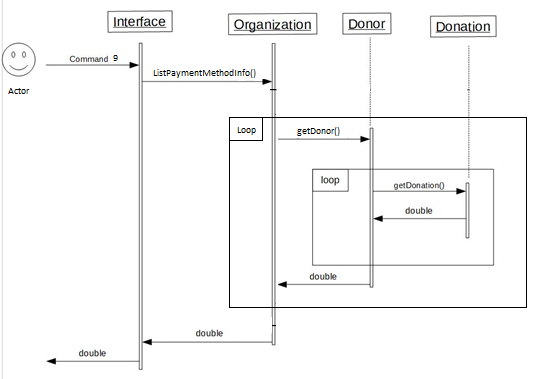 Interface
Organization
Donor
Donation
Command 9
Actor
ListPaymentMethodInfo()
Loop
getDonor()
loop
getDonation()
double
double
double
double